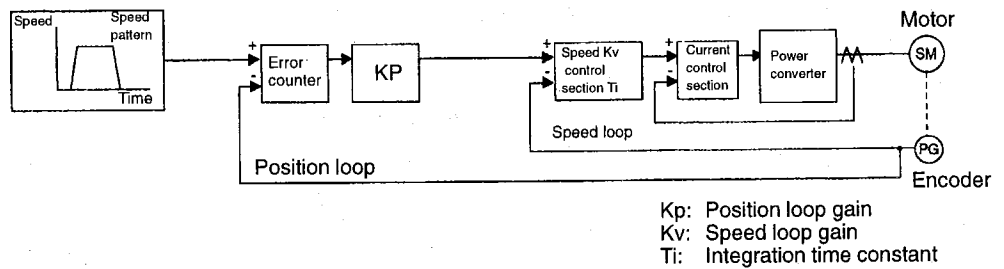 Speed
Speed
pattern
Time
+
-
Error
counter
KP
+
-
Speed Kv
control
section Ti
+
-
Current
control
section
Power
converter
Motor
SM
Speed loop
Position loop
PG
Encoder
Kp: Position loop gain
Kv: Speed loop gain
Ti: Integration time constant